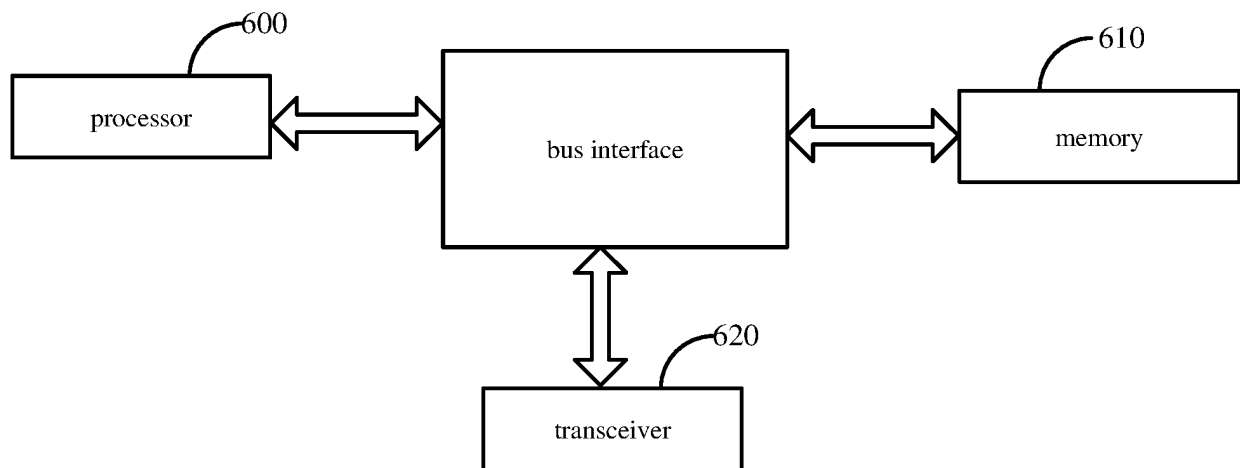 600
610
processor
bus interface
memory
620
transceiver